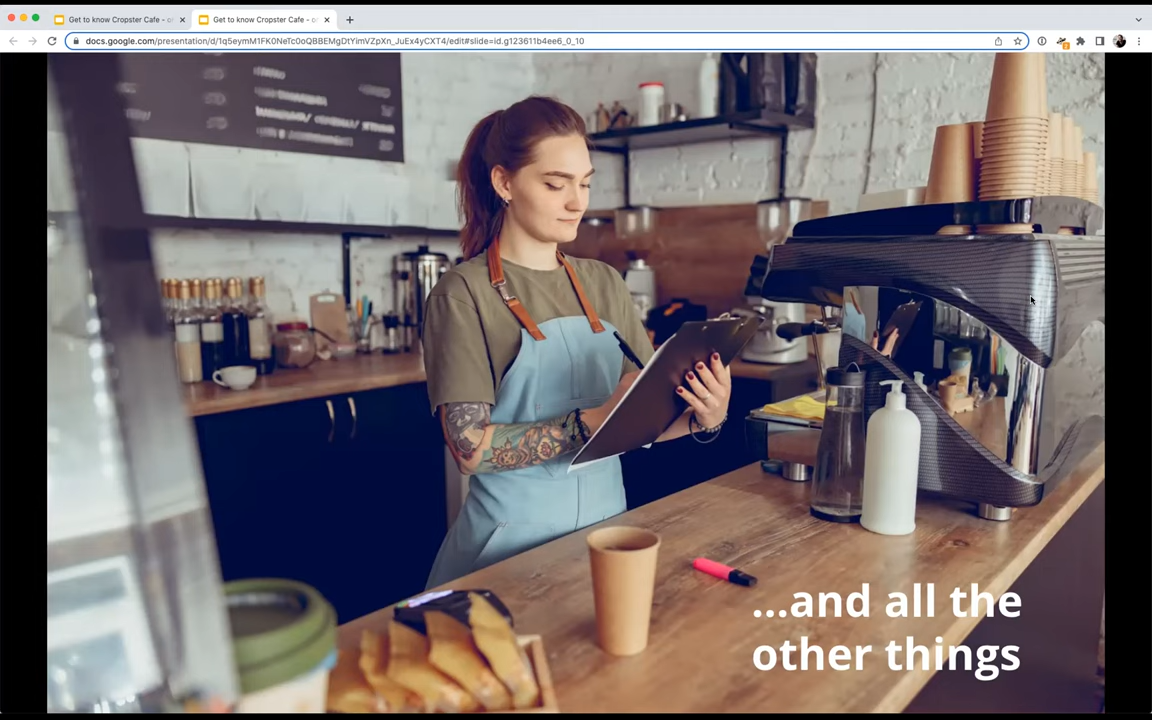 Get to know Cropster Cafe - o
Get to know Cropster Cafe - o
docs.google.com/presentation/d/1q5eymM1FK0NeTc0oQBBEMgDtYimVZpXn_JuEx4yCXT4/edit#slide=id.g123611b4ee6_0_10
...and all the
other things